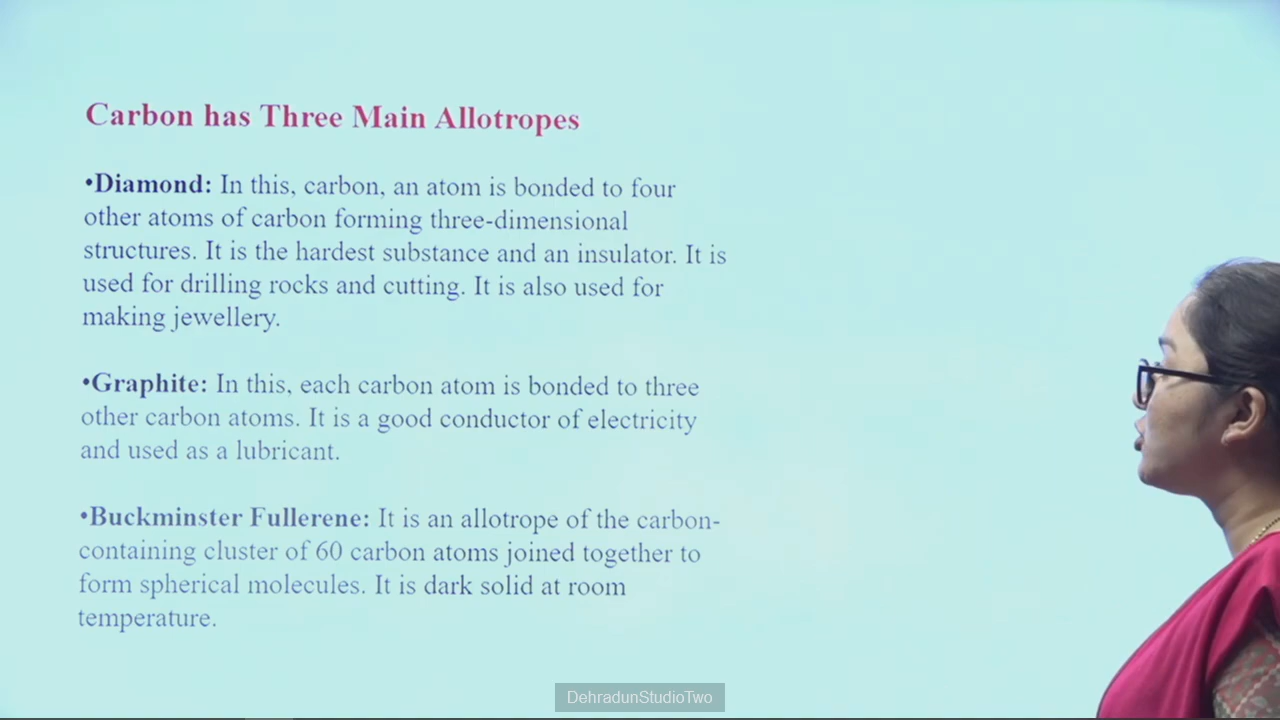 Carbon has Three Main Allotropes
•Diamond: In this, carbon, an atom is bonded to four
other atoms of carbon forming three-dimensional
structures. It is the hardest substance and an insulator. It is
used for drilling rocks and cutting. It is also used for
making jewellery.
•Graphite: In this, each carbon atom is bonded to three
other carbon atoms. It is a good conductor of electricity
and used as a lubricant.
•Buckminster Fullerene: It is an allotrope of the carbon-
containing cluster of 60 carbon atoms joined together to
form spherical molecules. It is dark solid at room
temperature.
DehradunStudioTwo